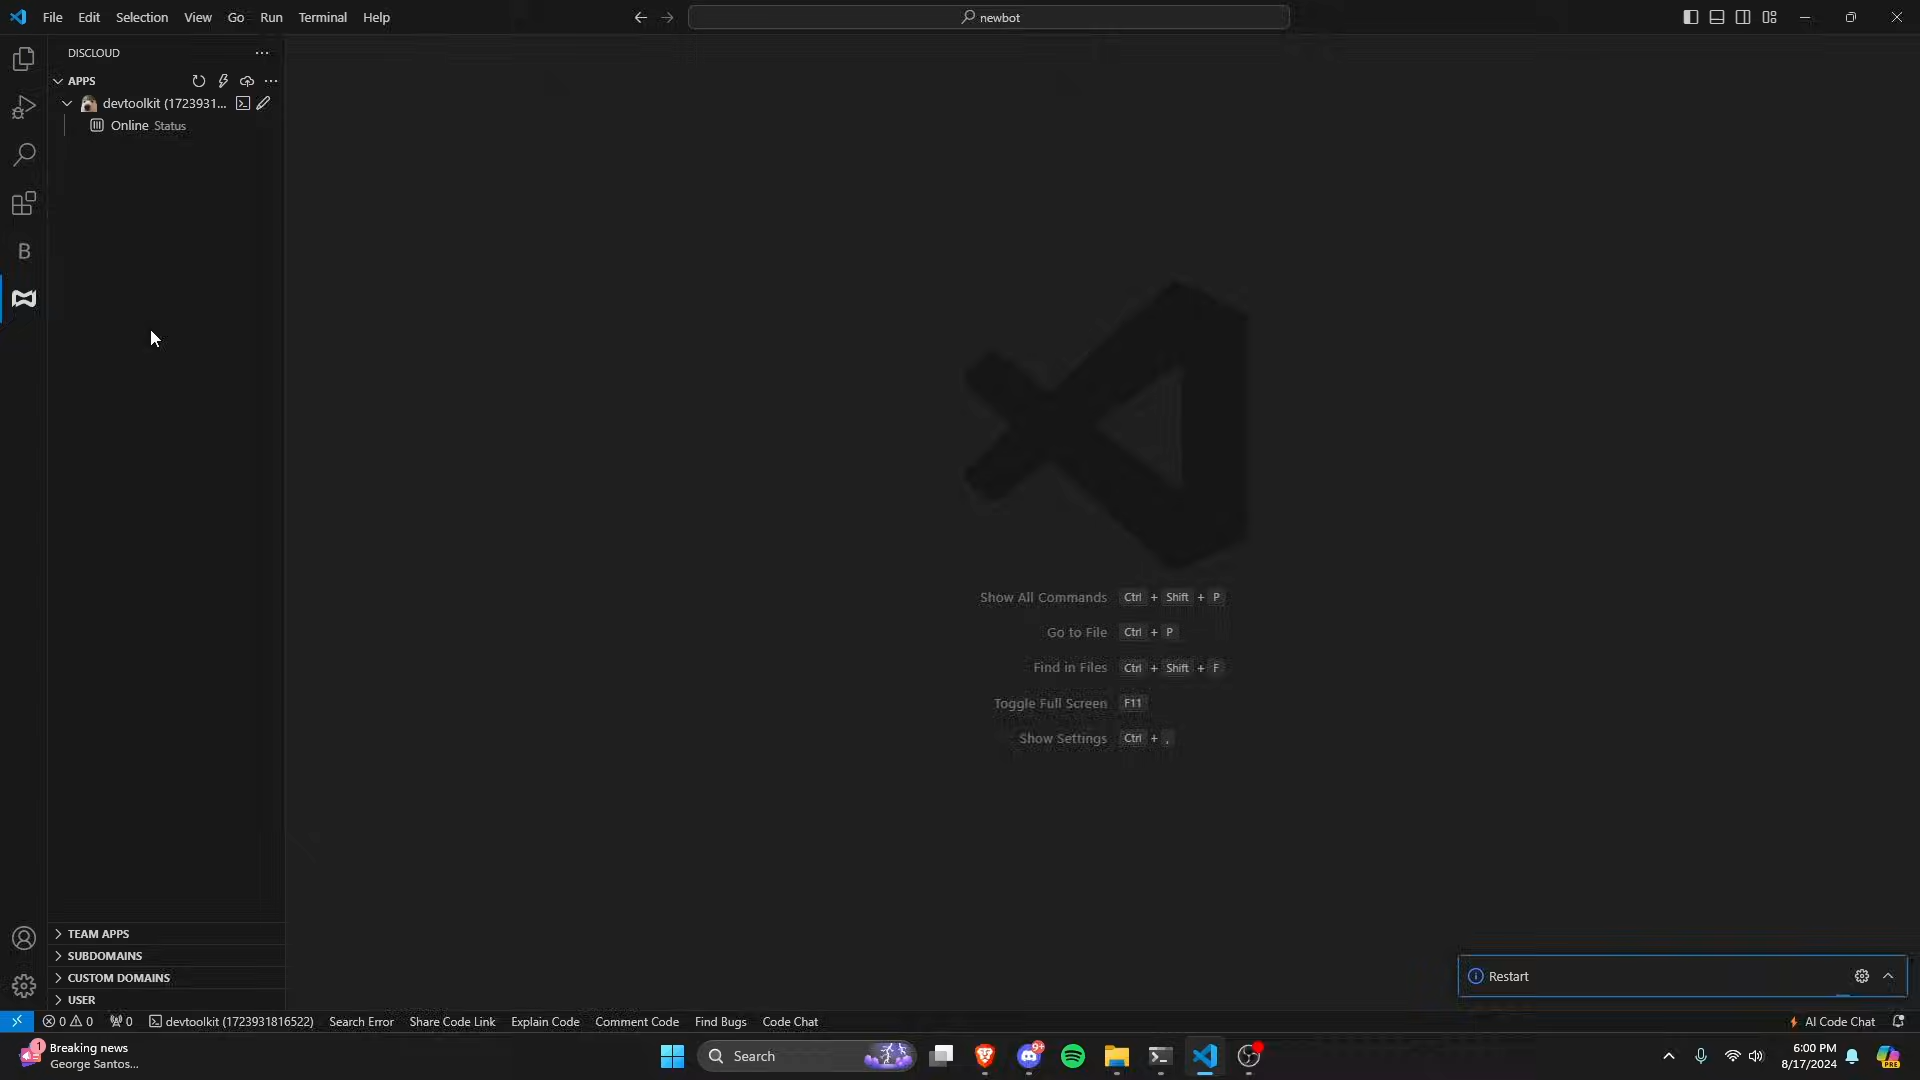 File Edit Selection View Go Run Terminal Help
newbot
DISCLOUD
APPS
devtoolkit (1723931...
Online Status
B
Show All Commands Ctrl + Shift + P
Go to File Ctrl + P
Find in Files Ctrl + Shift + F
Toggle Full Screen F11
Show Settings Ctrl + ,
TEAM APPS
SUBDOMAINS
CUSTOM DOMAINS
USER
Restart
0 0 0 devtoolkit (1723931816522) Search Error Share Code Link Explain Code Comment Code Find Bugs Code Chat AI Code Chat
1 Breaking news
George Santos...
Search
9+
6:00 PM
8/17/2024
PRE